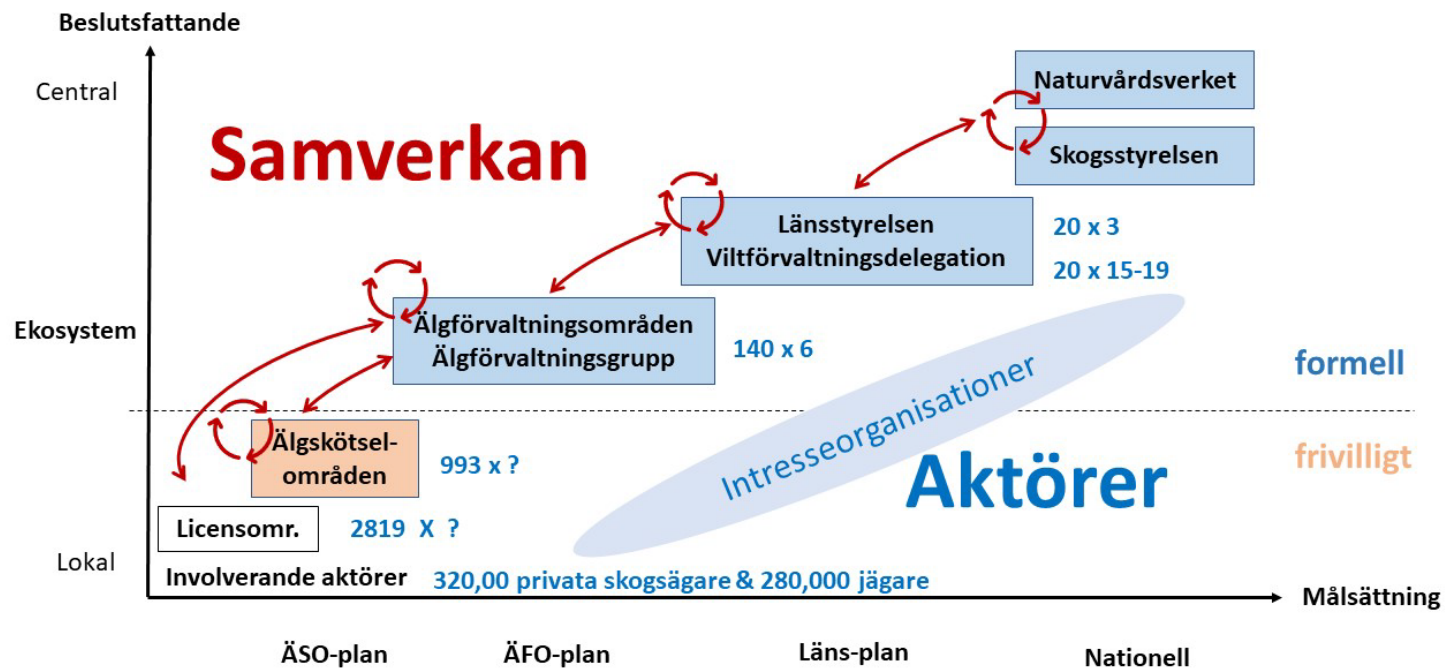 Beslutsfattande
Central
Naturvårdsverket
Samverkan
Skogsstyrelsen
Länsstyrelsen
Viltförvaltningsdelegation
20 x 3
20 x 15-19
Ekosystem
Älgförvaltningsområden
Älgförvaltningsgrupp
140 x 6
Intresseorganisationer
formell
Älgskötsel-
områden
993 x ?
Aktörer
frivilligt
Licensomr.
2819 X ?
Lokal
Involverande aktörer
320,00 privata skogsägare & 280,000 jägare
Målsättning
ÄSO-plan
ÄFO-plan
Läns-plan
Nationell